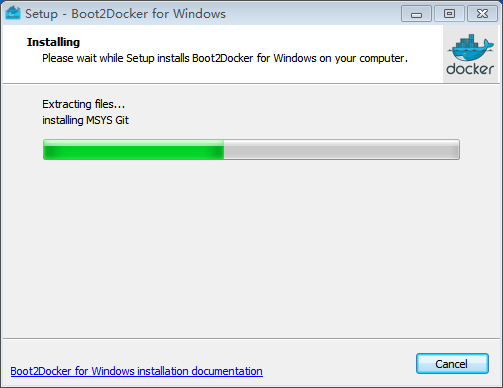 Setup - Boot2Docker for Windows
Installing
Please wait while Setup installs Boot2Docker for Windows on your computer.
docker
Extracting files...
installing MSYS Git
Boot2Docker for Windows installation documentation
Cancel